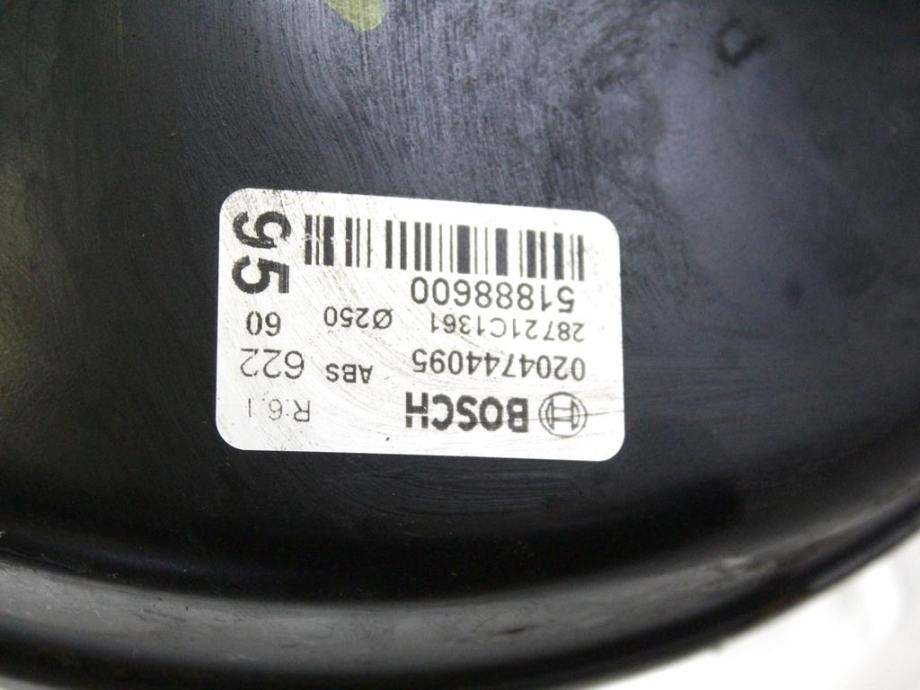 BOSCH R:6,1
0204744095 ABS 622
28721C1361 Ø250 60
51888600
95